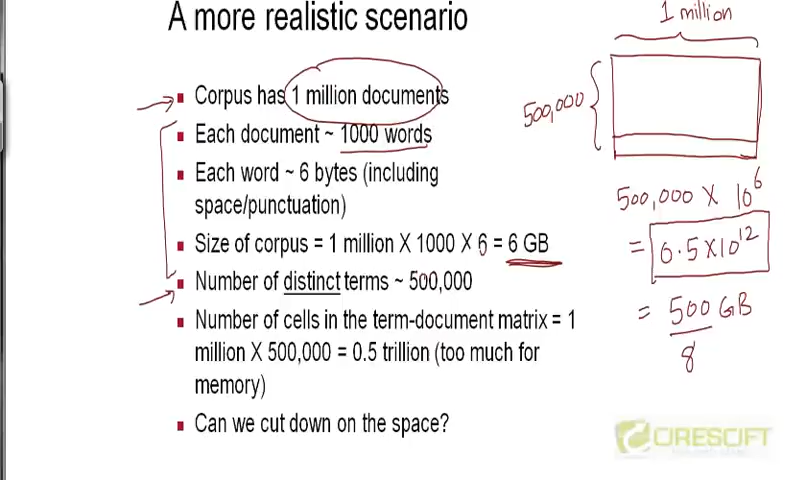 A more realistic scenario
Corpus has 1 million documents
Each document ~ 1000 words
Each word ~ 6 bytes (including
space/punctuation)
Size of corpus = 1 million X 1000 X 6 = 6 GB
Number of distinct terms ~ 500,000
Number of cells in the term-document matrix = 1
million X 500,000 = 0.5 trillion (too much for
memory)
Can we cut down on the space?
1 million
500,000
500,000 X 10^6
= 0.5 X 10^12
= 500 GB
8
CIRESCIFT